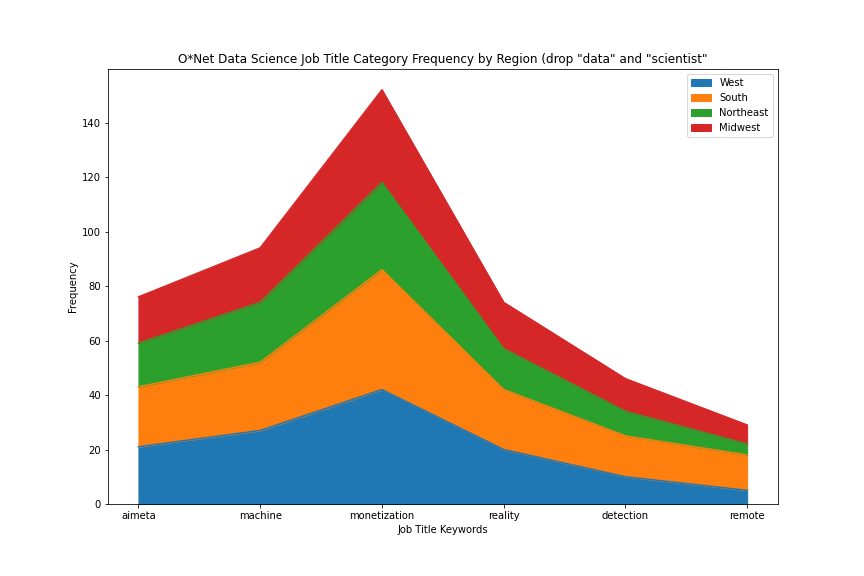 O*Net Data Science Job Title Category Frequency by Region (drop "data" and "scientist"
West
South
Northeast
Midwest
140
120
100
80
60
40
20
0
Frequency
aimeta machine monetization reality detection remote
Job Title Keywords